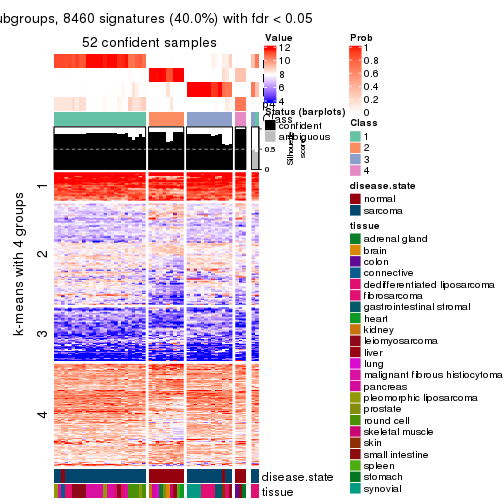 ubgroups, 8460 signatures (40.0%) with fdr < 0.05
52 confident samples
k-means with 4 groups
1
2
3
4
Class
1
0.5
0
Silhouette
score
disease.state
tissue
Value
12
10
8
6
4
Status (barplots)
confident
ambiguous
Prob
1
0.8
0.6
0.4
0.2
0
Class
1
2
3
4
disease.state
normal
sarcoma
tissue
adrenal gland
brain
colon
connective
dedifferentiated liposarcoma
fibrosarcoma
gastrointestinal stromal
heart
kidney
leiomyosarcoma
liver
lung
malignant fibrous histiocytoma
pancreas
pleomorphic liposarcoma
prostate
round cell
skeletal muscle
skin
small intestine
spleen
stomach
synovial